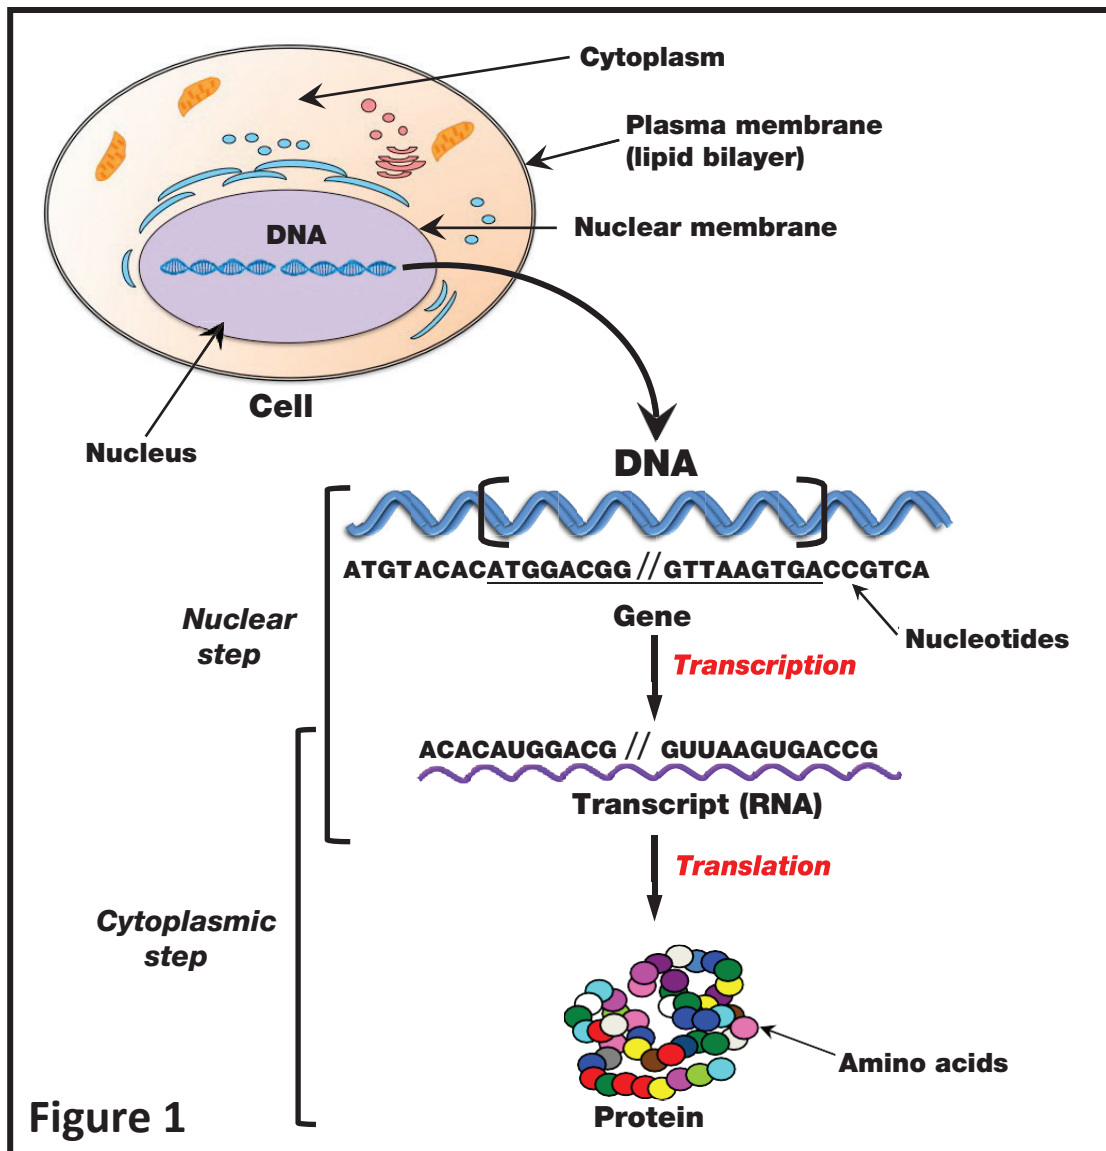 Cytoplasm
Plasma membrane
(lipid bilayer)
Nuclear membrane
DNA
Cell
Nucleus
DNA
ATGTACACATGGACGG // GTTAAGTGACCGTCA
Gene
Nucleotides
Nuclear
step
Transcription
ACACAUGGACG // GUUAAGUGACCG
Transcript (RNA)
Translation
Cytoplasmic
step
Amino acids
Protein
Figure 1